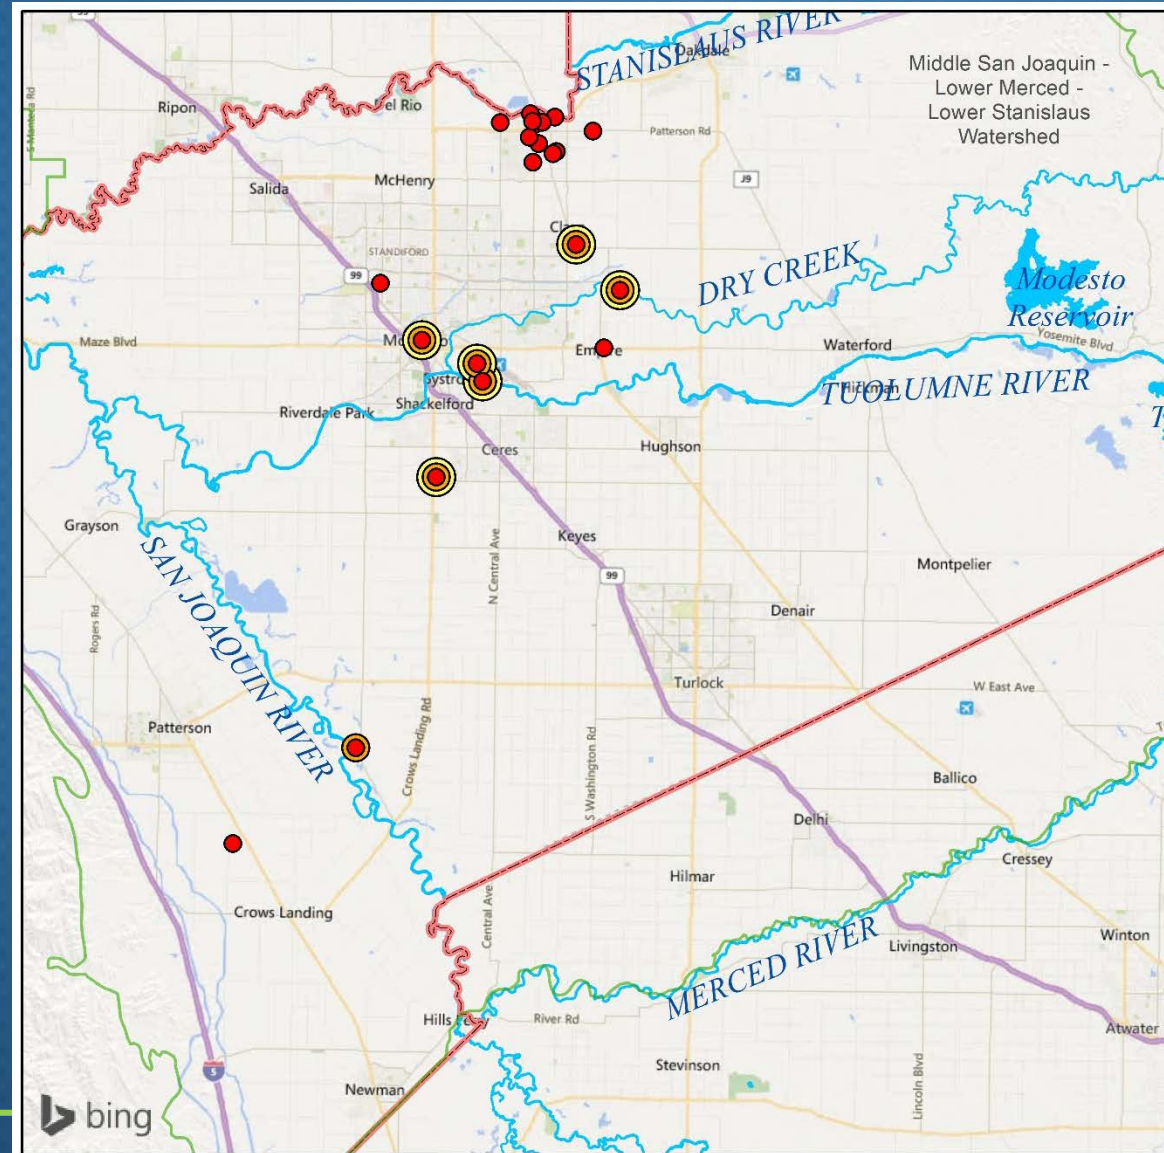 STANISLAUS RIVER
Oakdale
Middle San Joaquin -
Lower Merced -
Lower Stanislaus
Watershed
S Manteca Rd
Ripon
del Rio
Patterson Rd
J9
Salida
McHenry
STANDIFORD
99
DRY CREEK
Modesto
Reservoir
Maze Blvd
Empire
Waterford
Yosemite Blvd
Hickman
TUOLUMNE RIVER
Riverdale Park
Shackelford
Ceres
Hughson
Grayson
SAN JOAQUIN RIVER
N Central Ave
Keyes
99
Montpelier
Rogers Rd
Denair
Turlock
W East Ave
Patterson
Crows Landing Rd
S Washington Rd
Ballico
Delhi
Cressey
Hilmar
Crows Landing
Central Ave
Livingston
Winton
MERCED RIVER
River Rd
Atwater
Stevinson
Lincoln Blvd
5
Newman
bing